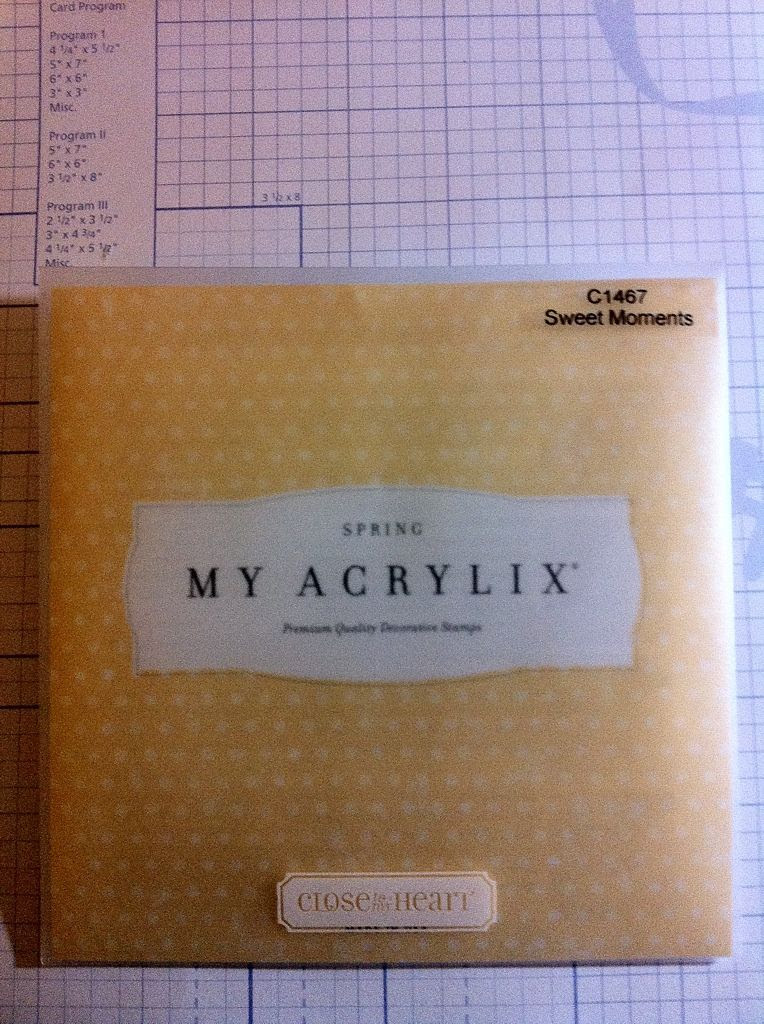 Card Program
Program I
4 1/4" x 5 1/2"
5" x 7"
6" x 6"
3" x 3"
Misc.
Program II
5" x 7"
6" x 6"
3 1/2" x 8"
Program III
2 1/2" x 3 1/2"
3" x 4 3/4"
4 1/4" x 5 1/2"
Misc.
3 1/2 x 8
C1467
Sweet Moments
SPRING
MY ACRYLIX®
Premium Quality Decorative Stamps
CLOSE TO MY HEART